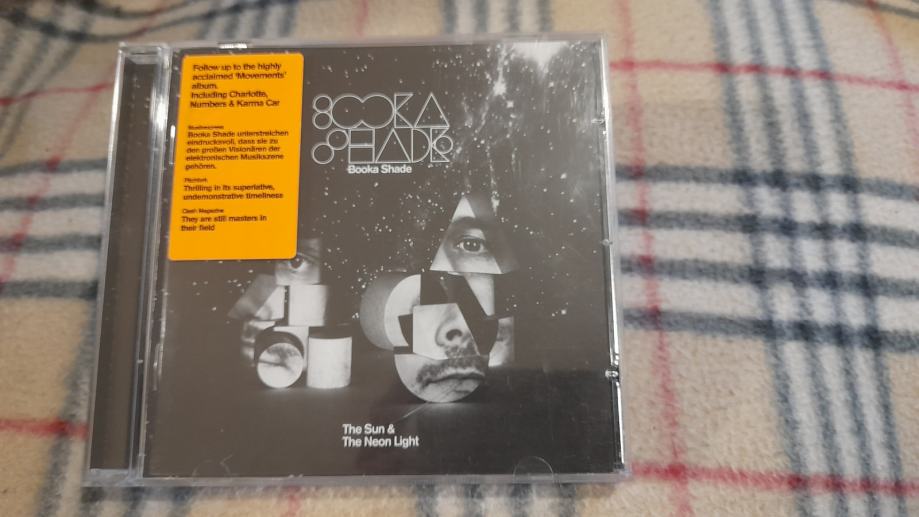 Follow up to the highly
acclaimed 'Movements'
album.
Including Charlotte,
Numbers & Karma Car
Musikexpress
Booka Shade unterstreichen
eindrucksvoll, dass sie zu
den großen Visionären der
elektronischen Musikszene
gehören.
Pitchfork
Thrilling in its superlative,
undemonstrative timeliness
Clash Magazine
They are still masters in
their field
BOOKA
SHADE
Booka Shade
The Sun &
The Neon Light